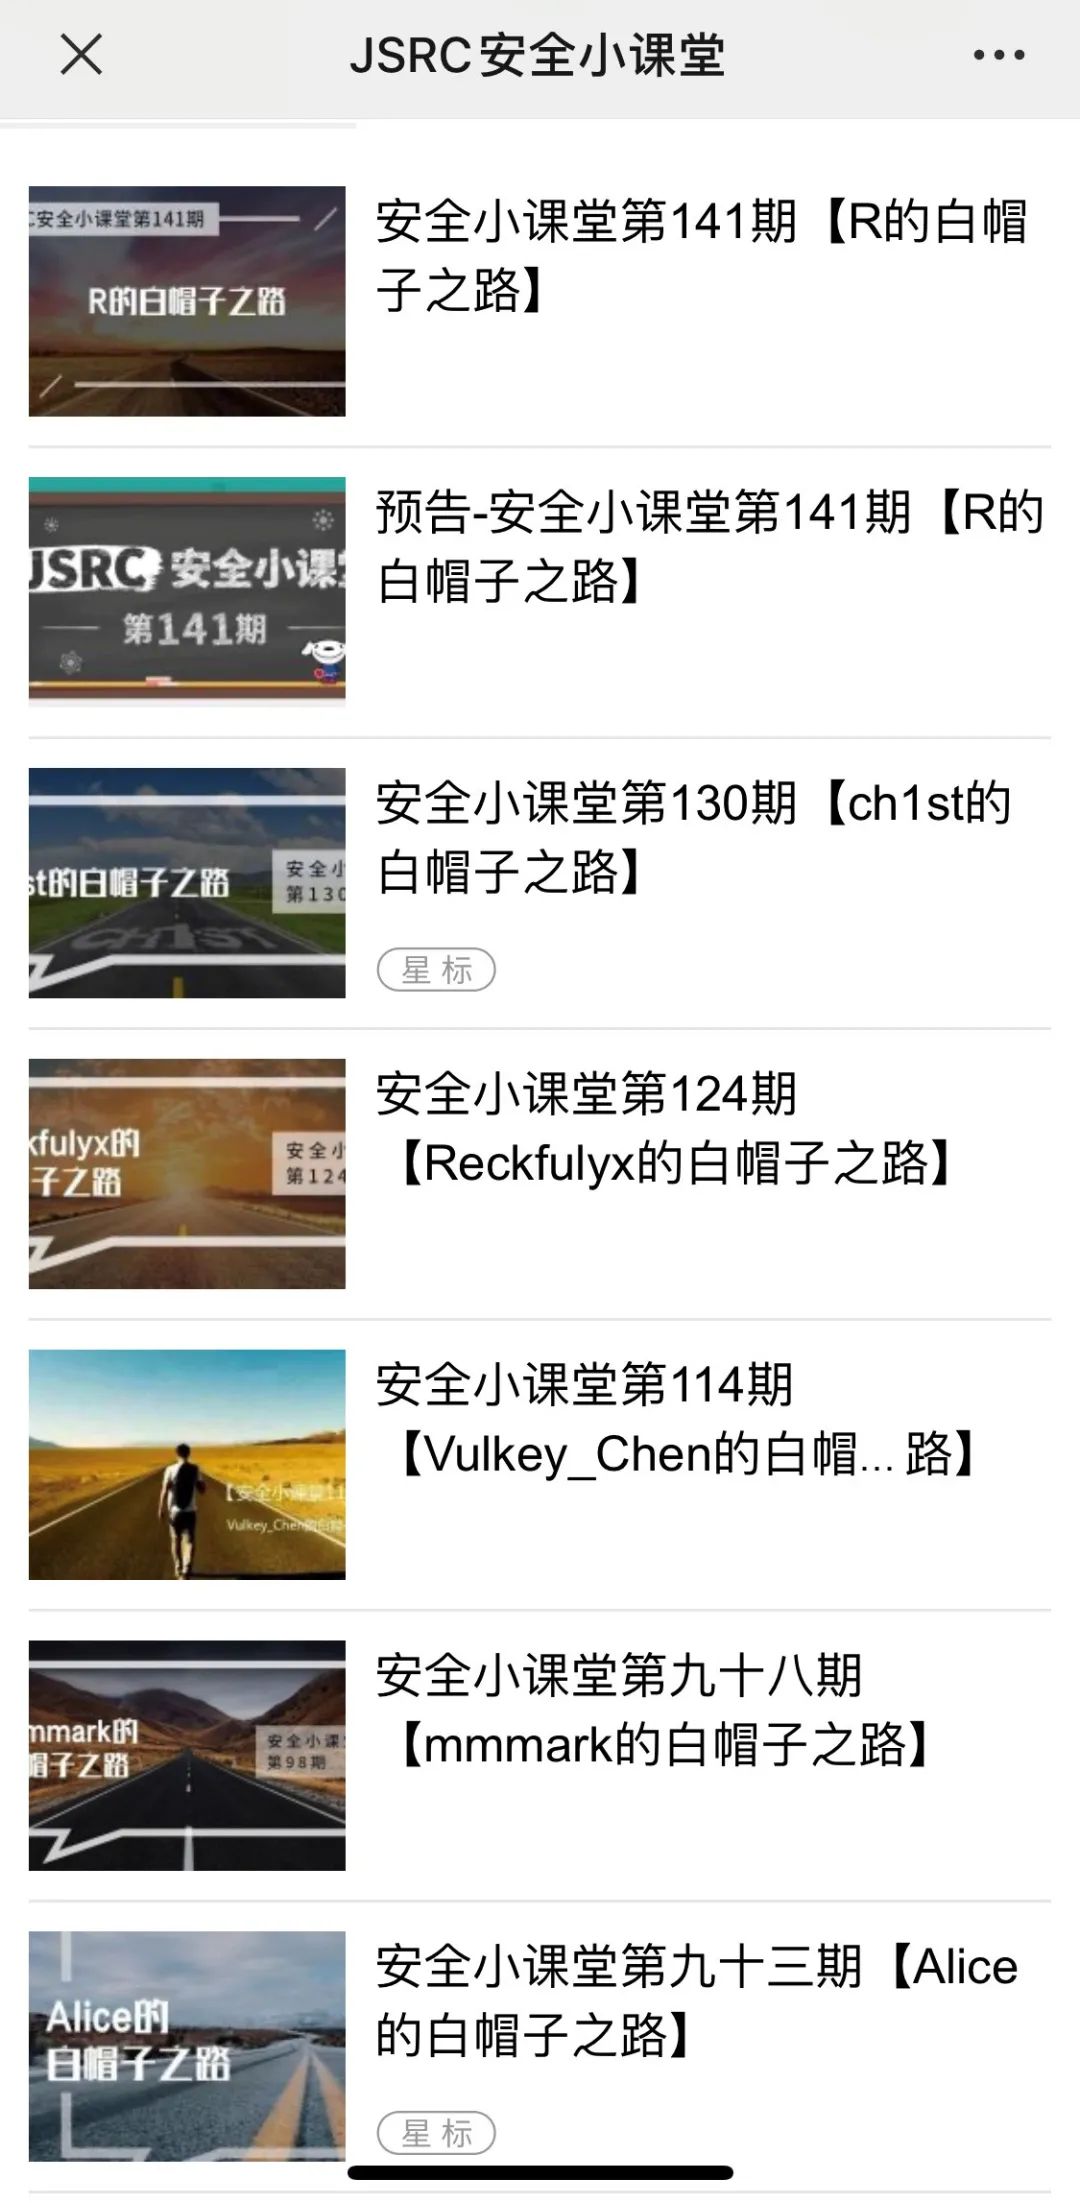 JSRC安全小课堂
C安全小课堂第141期
R的白帽子之路
安全小课堂第141期【R的白帽
子之路】
JSRC 安全小课堂
第141期
预告-安全小课堂第141期【R的
白帽子之路】
st的白帽子之路
安全小
第130
CH1ST
安全小课堂第130期【ch1st的
白帽子之路】
星标
kfulyx的
子之路
安全小
第124
安全小课堂第124期
【Reckfulyx的白帽子之路】
【安全小课堂11
Vulkey_Chen的白帽
安全小课堂第114期
【Vulkey_Chen的白帽... 路】
mmark的
帽子之路
安全小课
第98期
安全小课堂第九十八期
【mmmark的白帽子之路】
Alice的
白帽子之路
安全小课堂第九十三期【Alice
的白帽子之路】
星标